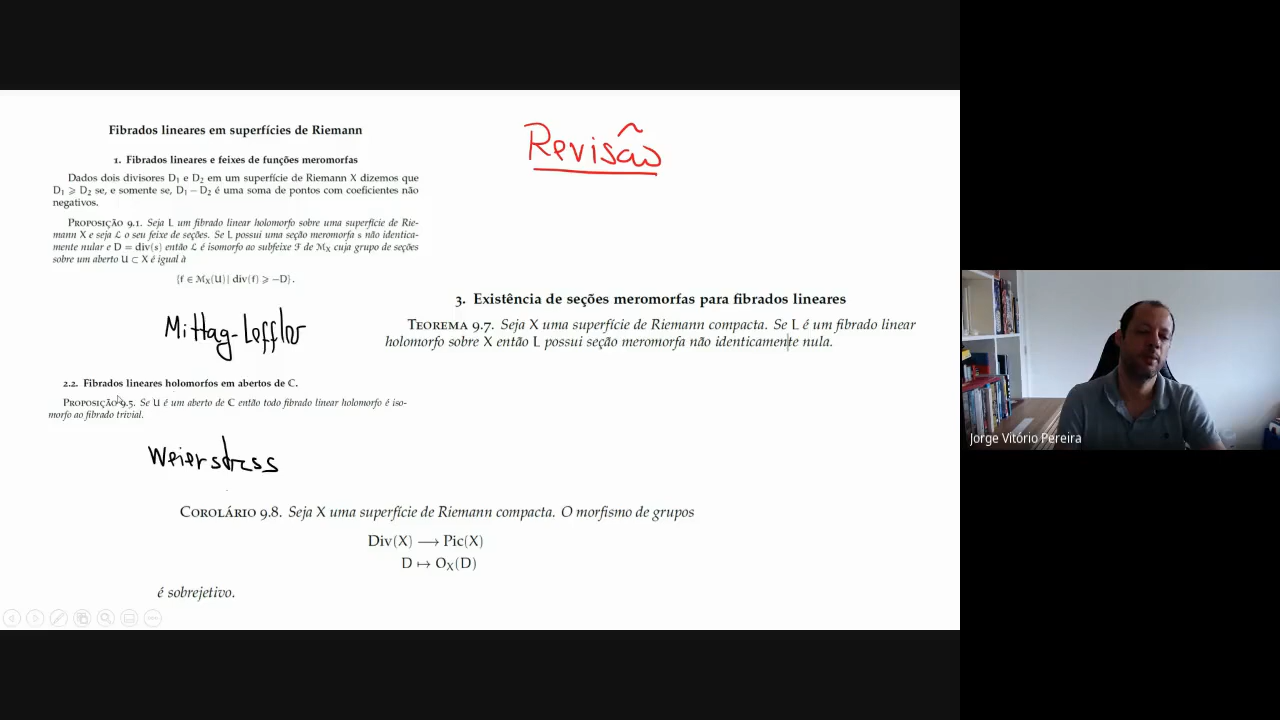 Fibrados lineares em superfícies de Riemann
1. Fibrados lineares e feixes de funções meromorfas
Dados dois divisores D₁ e D₂ em um superfície de Riemann X dizemos que
D₁ ⩾ D₂ se, e somente se, D₁ − D₂ é uma soma de pontos com coeficientes não
negativos.
Proposição 9.1. Seja L um fibrado linear holomorfo sobre uma superfície de Rie-
mann X e seja ℒ o seu feixe de seções. Se L possui uma seção meromorfa s não identica-
mente nular e D = div(s) então ℒ é isomorfo ao subfeixe ℱ de ℳ_X cuja grupo de seções
sobre um aberto U ⊂ X é igual à
{f ∈ ℳ_X(U)| div(f) ⩾ −D}.
Mittag-Leffler
2.2. Fibrados lineares holomorfos em abertos de ℂ.
Proposição 9.5. Se U é um aberto de ℂ então todo fibrado linear holomorfo é iso-
morfo ao fibrado trivial.
Weierstrass
Revisão
3. Existência de seções meromorfas para fibrados lineares
Teorema 9.7. Seja X uma superfície de Riemann compacta. Se L é um fibrado linear
holomorfo sobre X então L possui seção meromorfa não identicamente nula.
Corolário 9.8. Seja X uma superfície de Riemann compacta. O morfismo de grupos
Div(X) ⟶ Pic(X)
D ↦ O_X(D)
é sobrejetivo.
Jorge Vitório Pereira